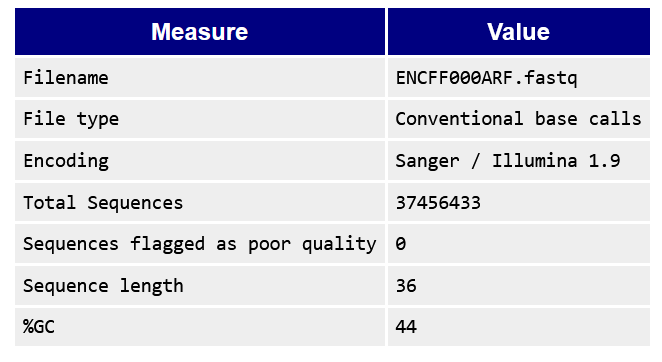 Measure Value
Filename ENCFF000ARF.fastq
File type Conventional base calls
Encoding Sanger / Illumina 1.9
Total Sequences 37456433
Sequences flagged as poor quality 0
Sequence length 36
%GC 44